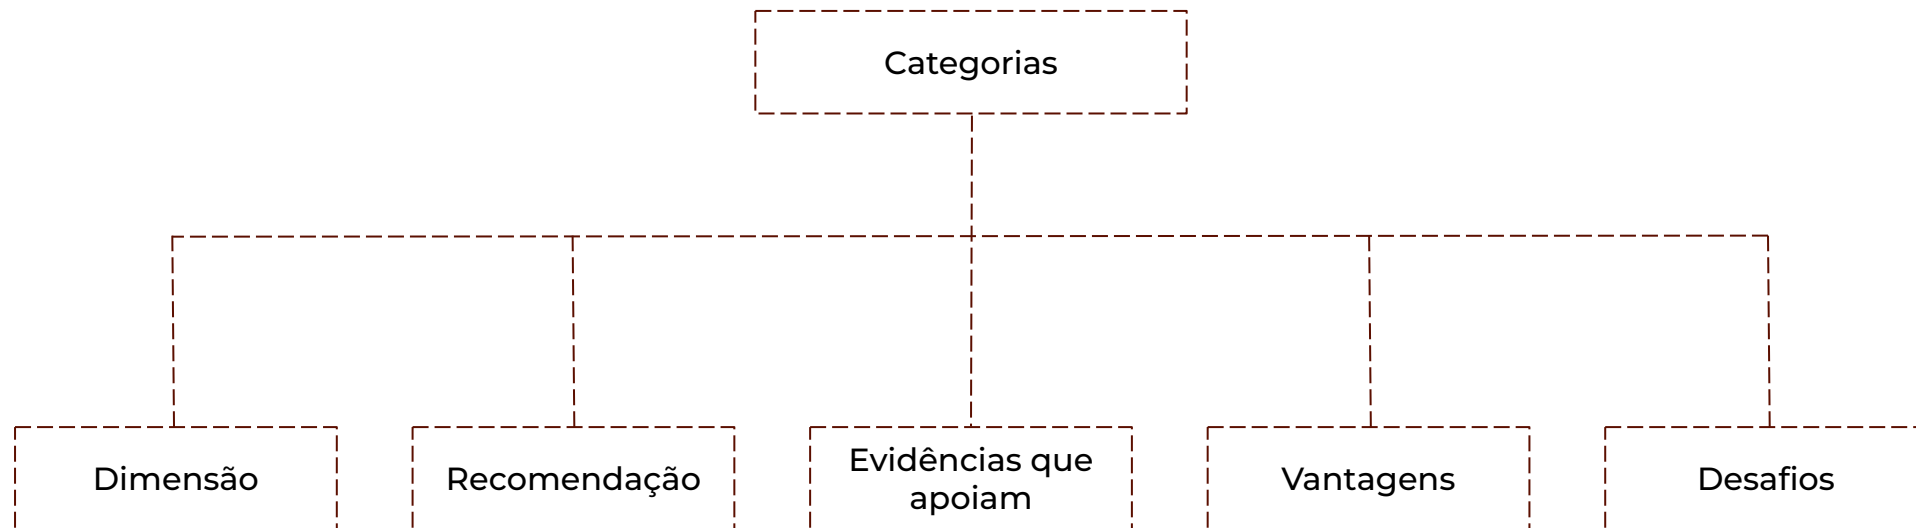 Categorias
Dimensão
Recomendação
Evidências que
apoiam
Vantagens
Desafios